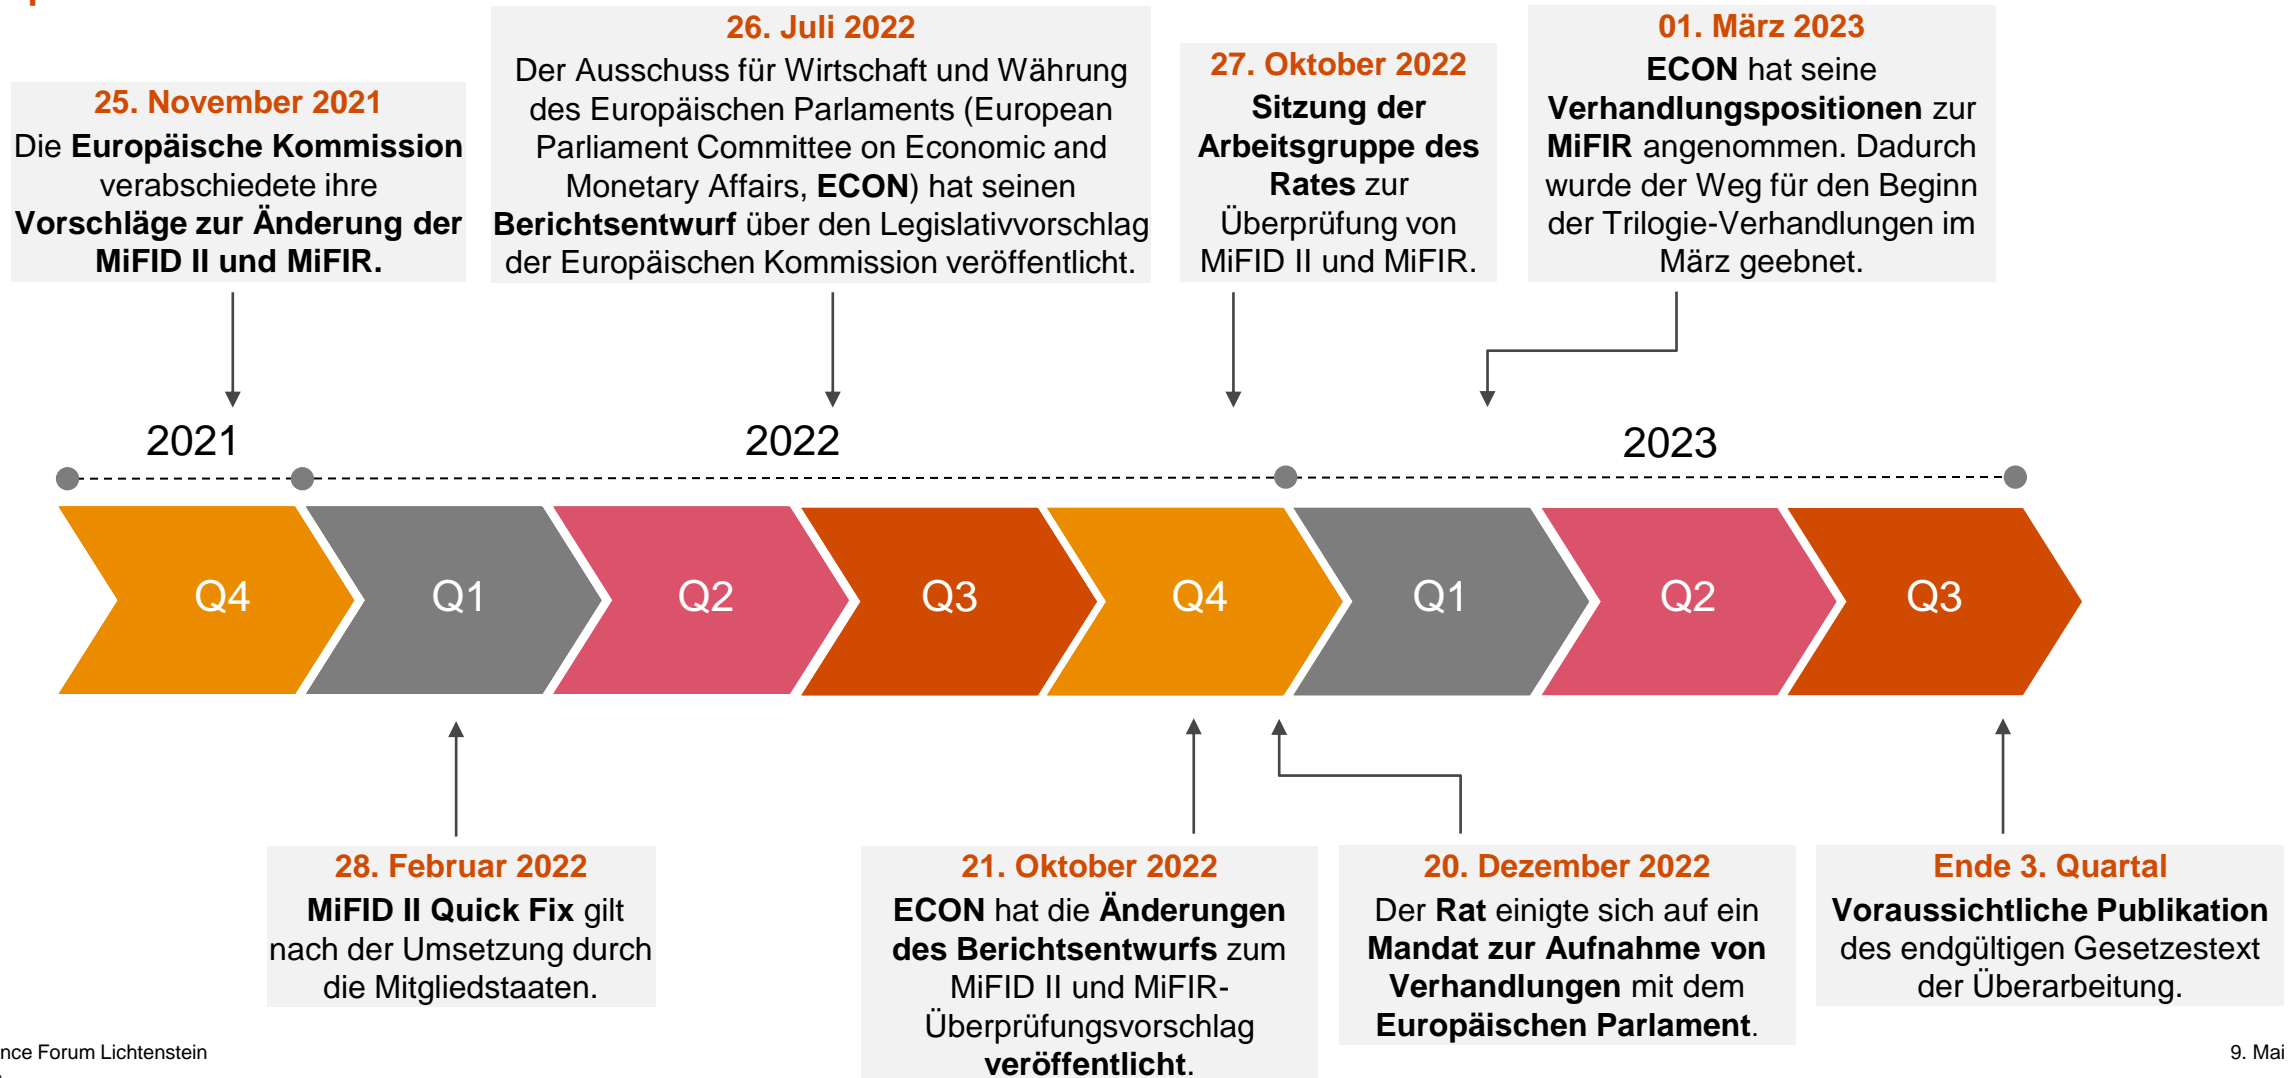 26. Juli 2022
Der Ausschuss für Wirtschaft und Währung
des Europäischen Parlaments (European
Parliament Committee on Economic and
Monetary Affairs, ECON) hat seinen
Berichtsentwurf über den Legislativvorschlag
der Europäischen Kommission veröffentlicht.
01. März 2023
ECON hat seine
Verhandlungspositionen zur
MiFIR angenommen. Dadurch
wurde der Weg für den Beginn
der Trilogie-Verhandlungen im
März geebnet.
27. Oktober 2022
Sitzung der
Arbeitsgruppe des
Rates zur
Überprüfung von
MiFID II und MiFIR.
25. November 2021
Die Europäische Kommission
verabschiedete ihre
Vorschläge zur Änderung der
MiFID II und MiFIR.
2021
2022
2023
Q4
Q1
Q2
Q3
Q4
Q1
Q2
Q3
28. Februar 2022
MiFID II Quick Fix gilt
nach der Umsetzung durch
die Mitgliedstaaten.
21. Oktober 2022
ECON hat die Änderungen
des Berichtsentwurfs zum
MiFID II und MiFIR-
Überprüfungsvorschlag
veröffentlicht.
20. Dezember 2022
Der Rat einigte sich auf ein
Mandat zur Aufnahme von
Verhandlungen mit dem
Europäischen Parlament.
Ende 3. Quartal
Voraussichtliche Publikation
des endgültigen Gesetzestext
der Überarbeitung.
nce Forum Lichtenstein
9. Mai